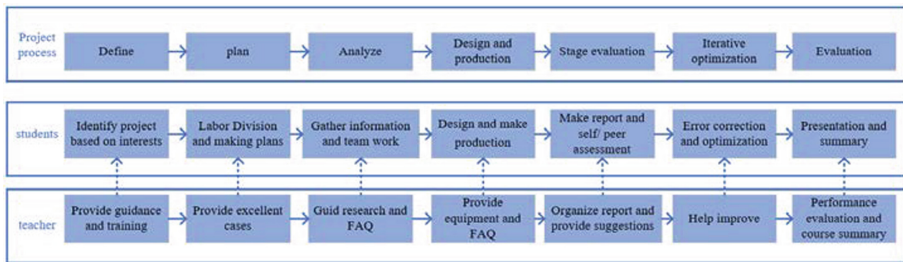 Project
process
Define
plan
Analyze
Design and
production
Stage evaluation
Iterative
optimization
Evaluation
students
Identify project
based on interests
Labor Division
and making plans
Gather information
and team work
Design and make
production
Make report and
self/ peer
assessment
Error correction
and optimization
Presentation and
summary
teacher
Provide guidance
and training
Provide excellent
cases
Guid research and
FAQ
Provide
equipment and
FAQ
Organize report and
provide suggestions
Help improve
Performance
evaluation and
course summary